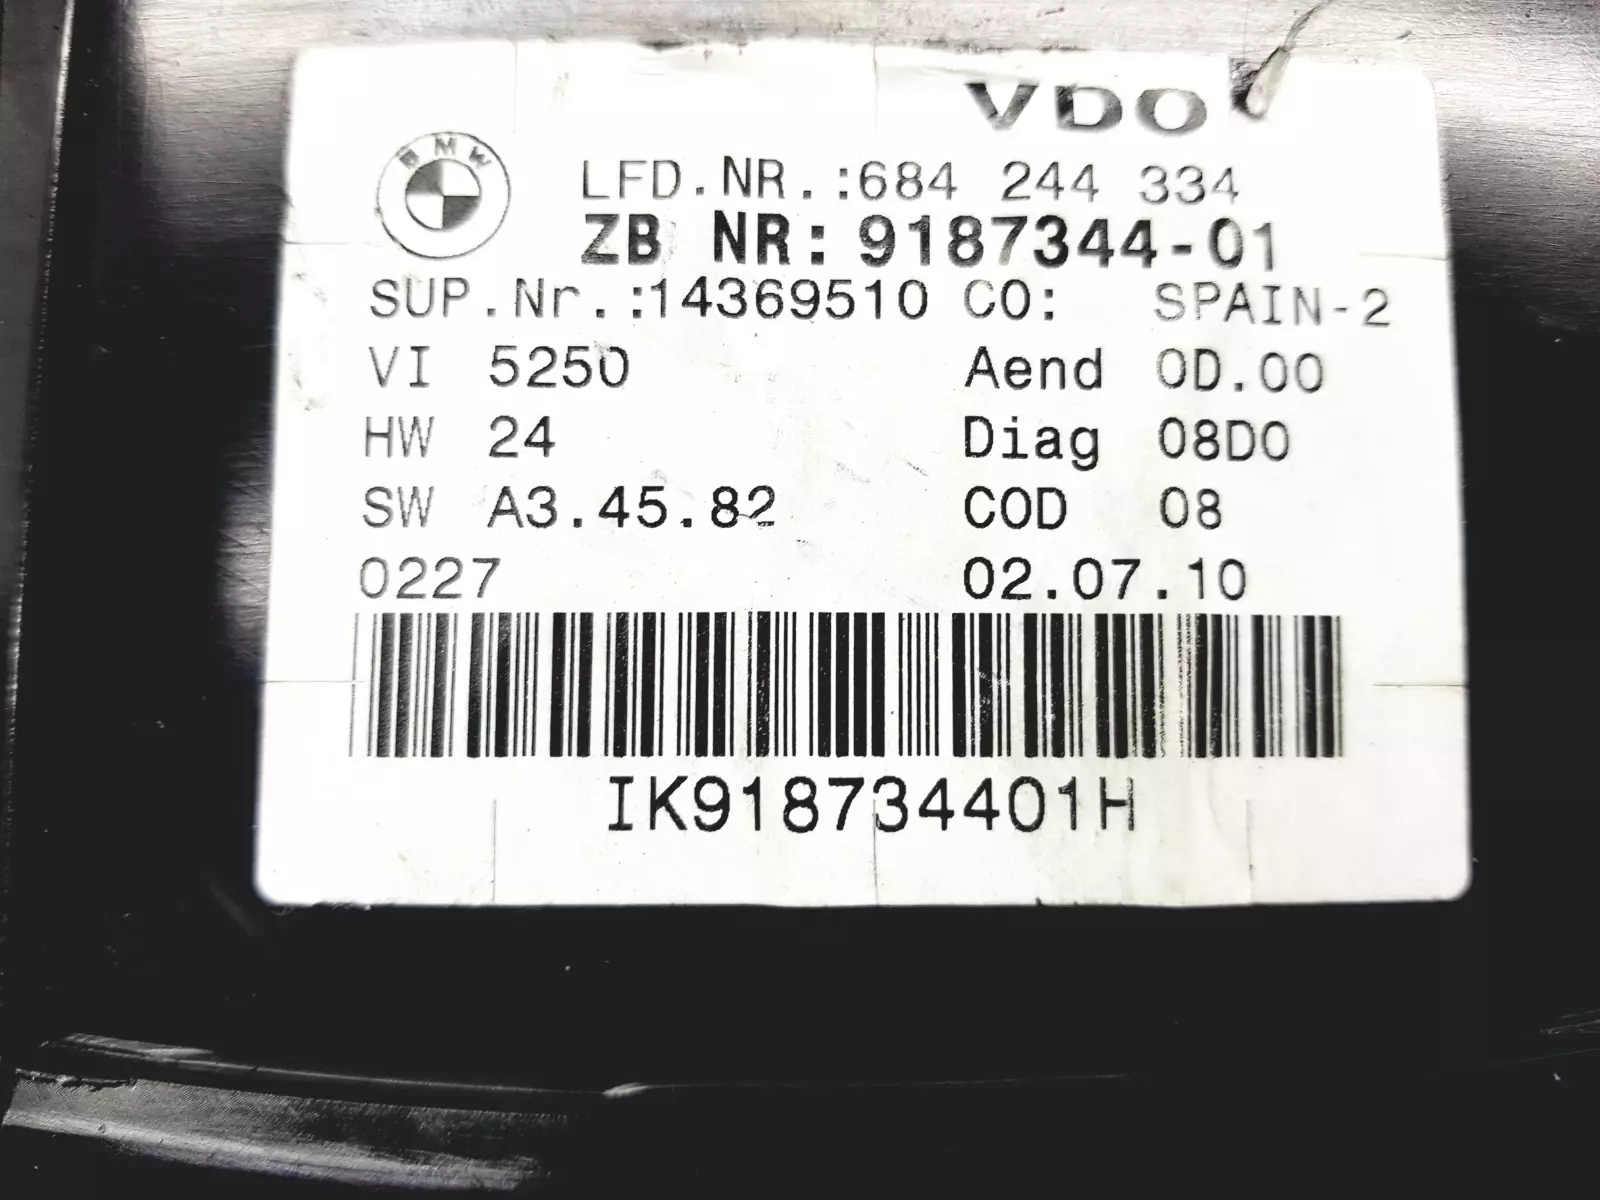 VDO
BMW
LFD.NR.:684 244 334
ZB NR: 9187344-01
SUP.Nr.:14369510 CO: SPAIN-2
VI 5250 Aend 0D.00
HW 24 Diag 08D0
SW A3.45.82 COD 08
0227 02.07.10
IK918734401H